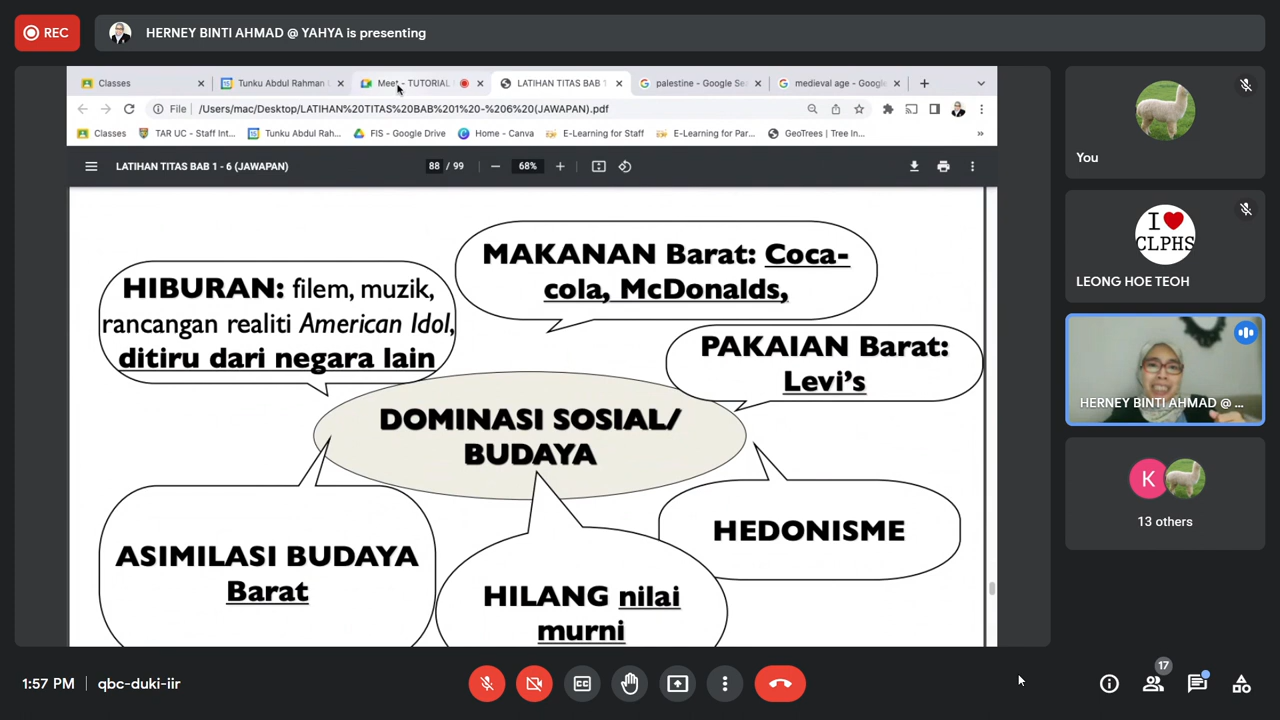 REC
HERNEY BINTI AHMAD @ YAHYA is presenting
Classes
Tunku Abdul Rahman
Meet - TUTORIAL
LATIHAN TITAS BAB 1
palestine - Google Se
medieval age - Google
File
/Users/mac/Desktop/LATIHAN%20TITAS%20BAB%201%20-%206%20(JAWAPAN).pdf
Classes
TAR UC - Staff Int...
Tunku Abdul Rah...
FIS - Google Drive
Home - Canva
E-Learning for Staff
E-Learning for Par...
GeoTrees | Tree In...
»
LATIHAN TITAS BAB 1 - 6 (JAWAPAN)
88 / 99
68%
MAKANAN Barat: Coca-
cola, McDonalds,
HIBURAN: filem, muzik,
rancangan realiti American Idol,
ditiru dari negara lain
PAKAIAN Barat:
Levi's
DOMINASI SOSIAL/
BUDAYA
ASIMILASI BUDAYA
Barat
HILANG nilai
murni
HEDONISME
You
I
CLPHS
LEONG HOE TEOH
HERNEY BINTI AHMAD @ ...
K
13 others
1:57 PM
qbc-duki-iir
CC
17